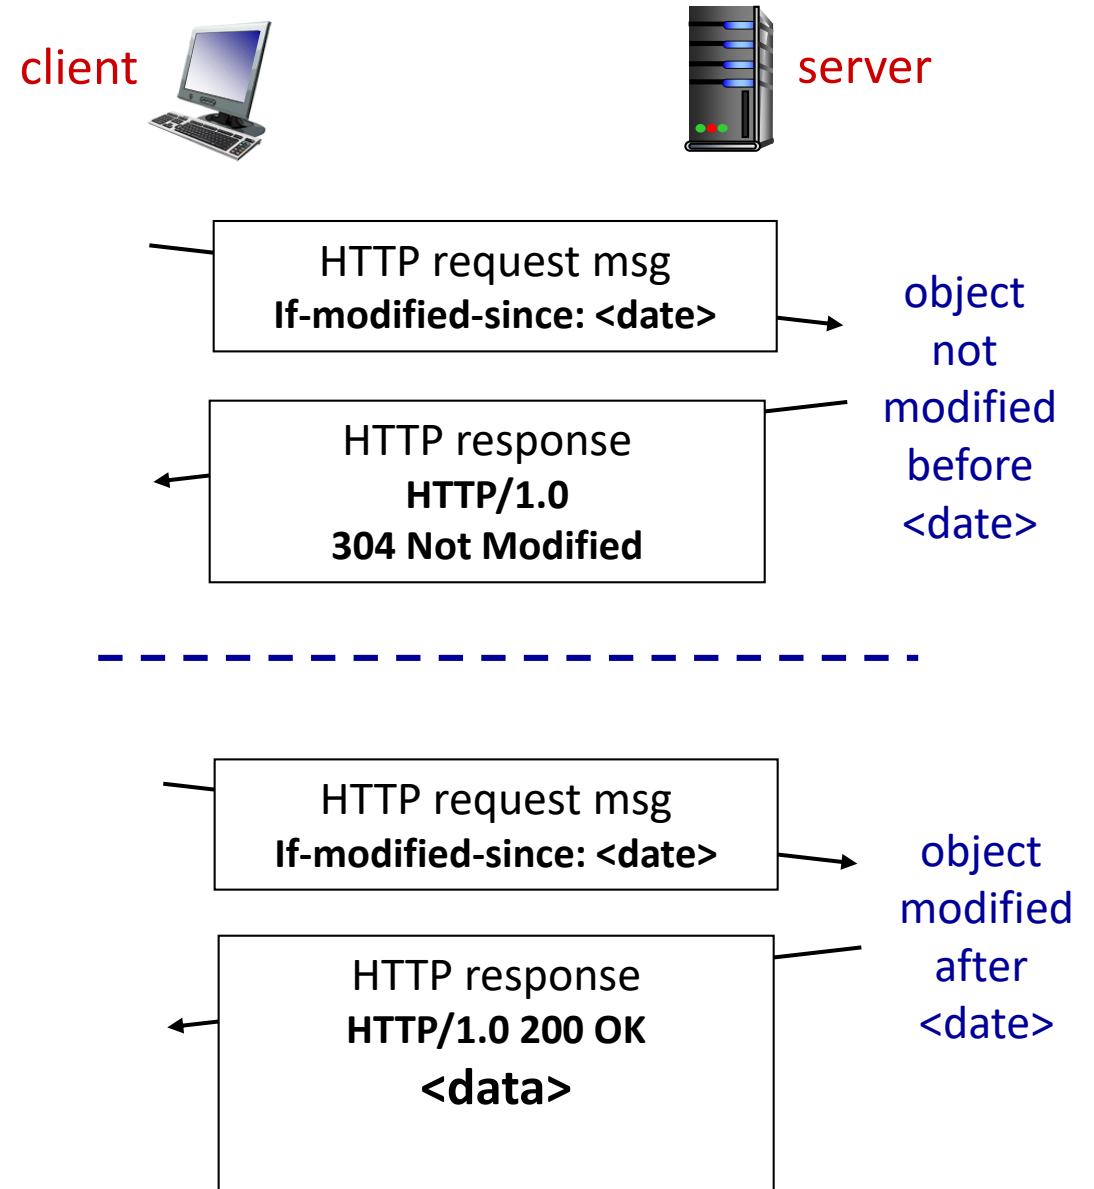 client
server
HTTP request msg
If-modified-since: <date>
object
not
modified
before
<date>
HTTP response
HTTP/1.0
304 Not Modified
HTTP request msg
If-modified-since: <date>
object
modified
after
<date>
HTTP response
HTTP/1.0 200 OK
<data>